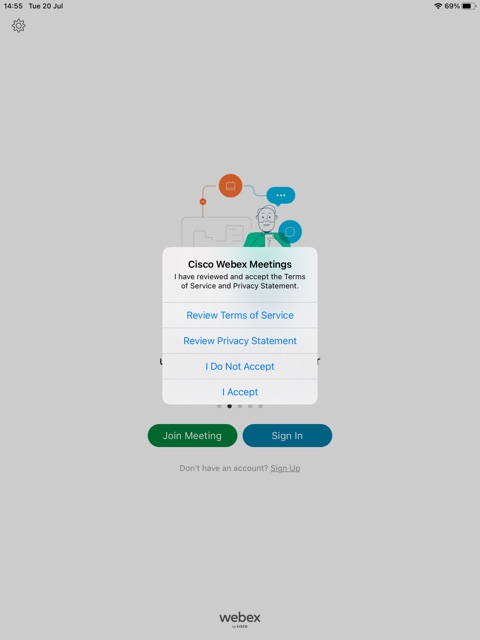 14:55 Tue 20 Jul 69%
Cisco Webex Meetings
I have reviewed and accept the Terms
of Service and Privacy Statement.
Review Terms of Service
Review Privacy Statement
I Do Not Accept
I Accept
Join Meeting Sign In
Don't have an account? Sign Up
webex
by CISCO